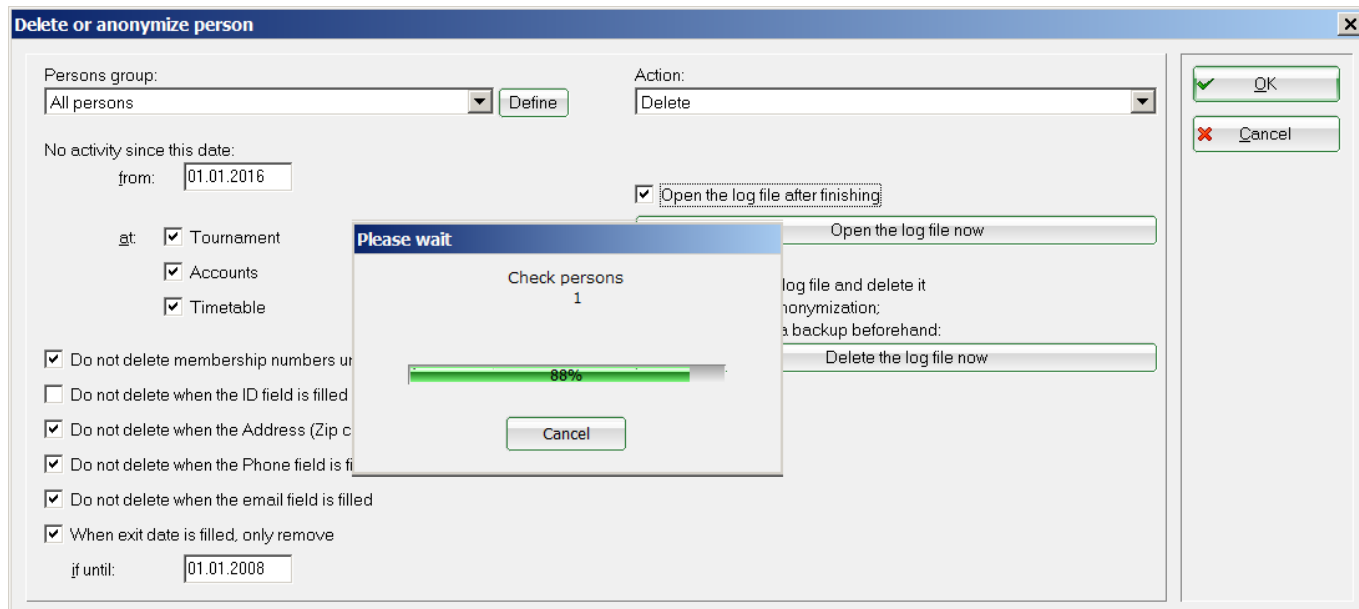 Delete or anonymize person
Persons group:
All persons
Define
Action:
Delete
OK
Cancel
No activity since this date:
from: 01.01.2016
at: Tournament
Accounts
Timetable
Open the log file after finishing
Open the log file now
log file and delete it
nonymization;
a backup beforehand:
Delete the log file now
Please wait
Check persons
1
88%
Cancel
Do not delete membership numbers un
Do not delete when the ID field is filled
Do not delete when the Address (Zip c
Do not delete when the Phone field is fi
Do not delete when the email field is filled
When exit date is filled, only remove
if until: 01.01.2008